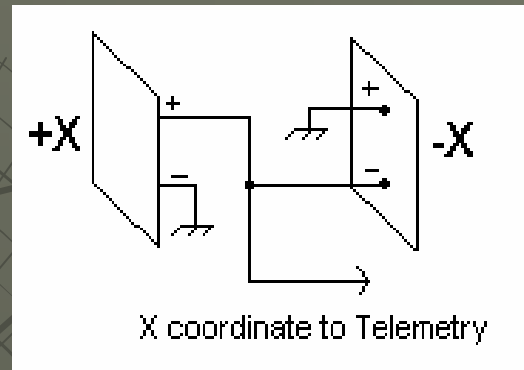 +X
+
−
+
−
-X
X coordinate to Telemetry